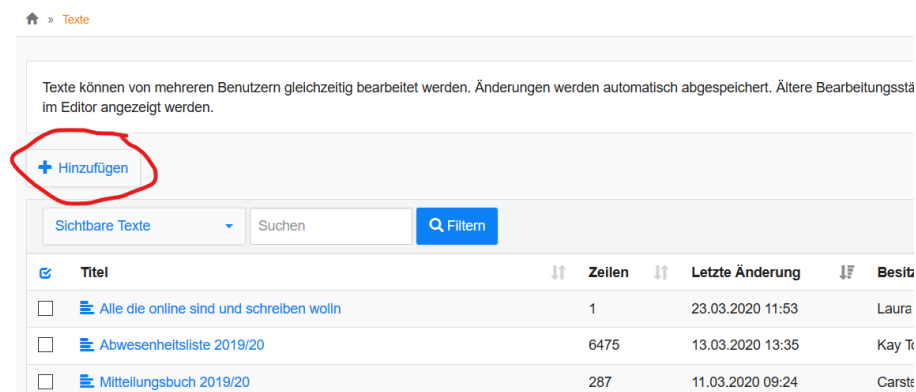 » Texte
Texte können von mehreren Benutzern gleichzeitig bearbeitet werden. Änderungen werden automatisch abgespeichert. Ältere
im Editor angezeigt werden.
Hinzufügen
Sichtbare Texte Suchen Filtern
Titel Zeilen Letzte Änderung
Alle die online sind und schreiben wolln 1 23.03.2020 11:53 Laura
Abwesenheitsliste 2019/20 6475 13.03.2020 13:35 Kay
Mitteilungsbuch 2019/20 287 11.03.2020 09:24